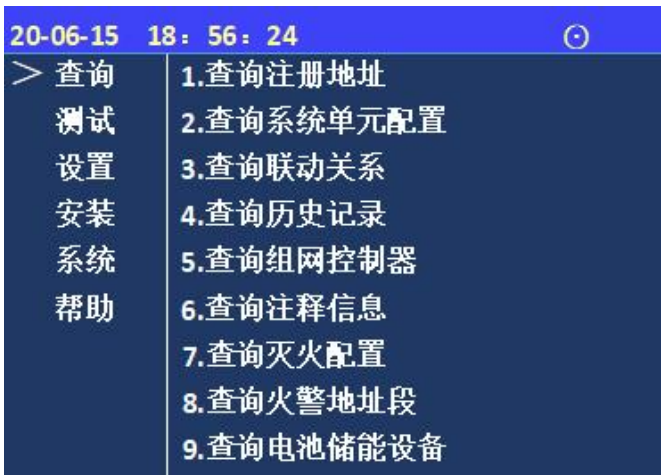 20-06-15 18：56：24
＞ 查询 1.查询注册地址
测试 2.查询系统单元配置
设置 3.查询联动关系
安装 4.查询历史记录
系统 5.查询组网控制器
帮助 6.查询注释信息
7.查询灭火配置
8.查询火警地址段
9.查询电池储能设备